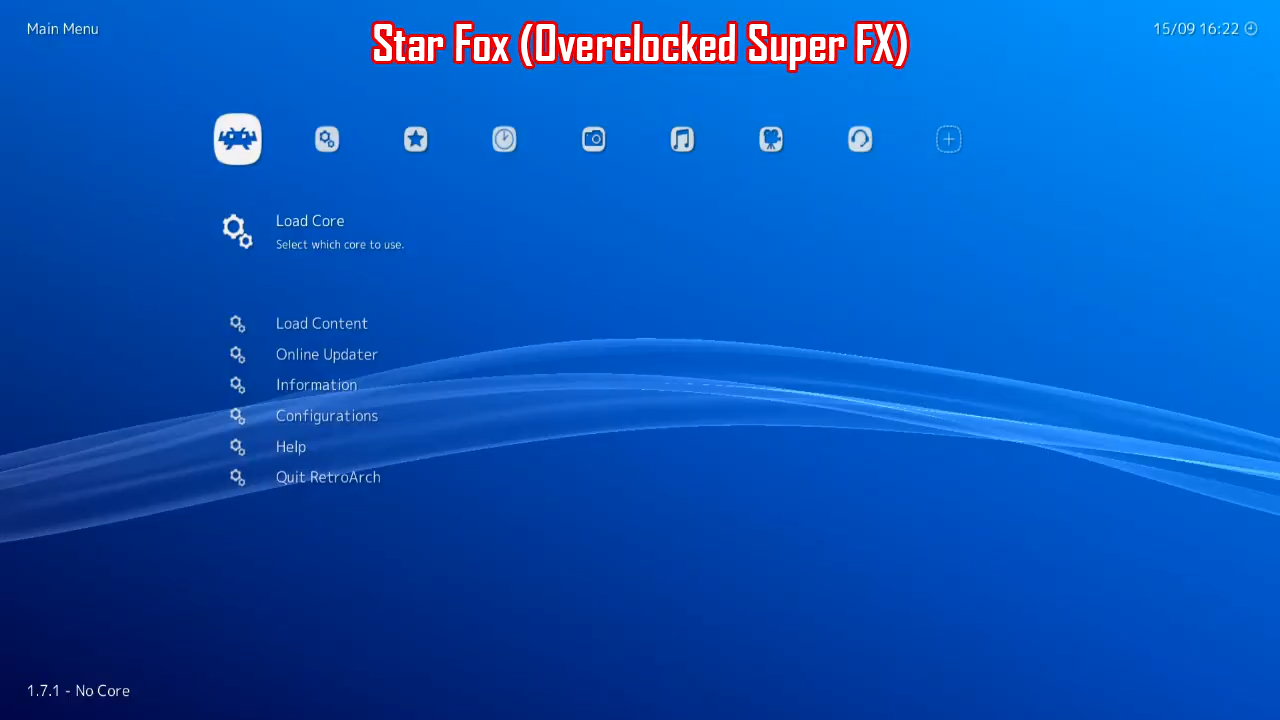 Main Menu
Star Fox (Overclocked Super FX)
15/09 16:22
Load Core
Select which core to use.
Load Content
Online Updater
Information
Configurations
Help
Quit RetroArch
1.7.1 - No Core